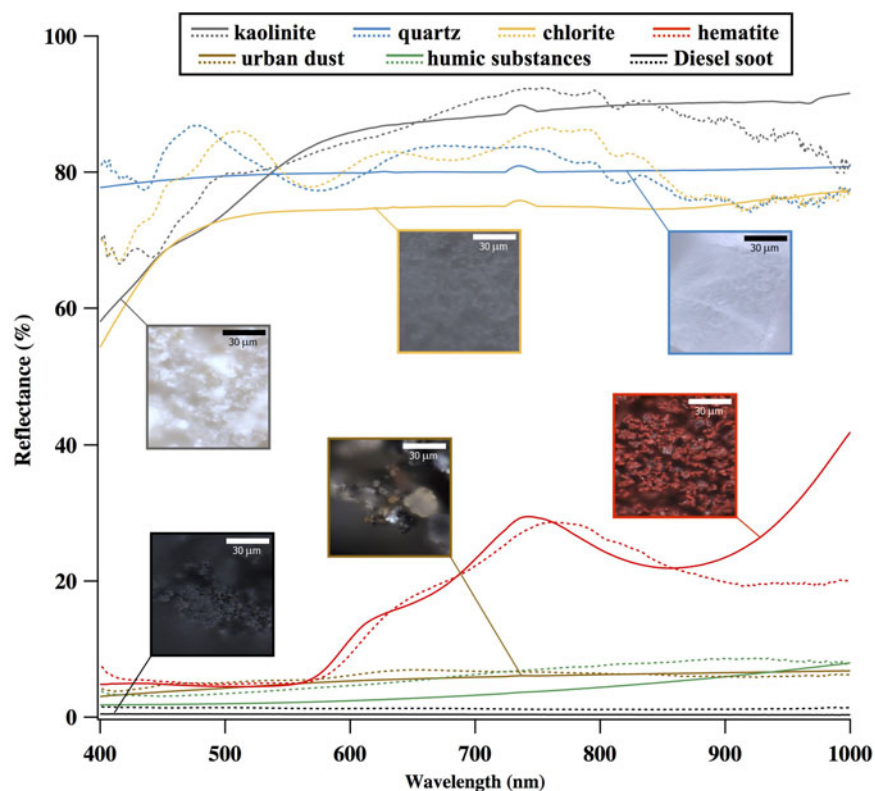 kaolinite quartz chlorite hematite
urban dust humic substances Diesel soot
Reflectance (%)
100
80
60
40
20
0
30 μm
30 μm
30 μm
30 μm
30 μm
30 μm
400 500 600 700 800 900 1000
Wavelength (nm)